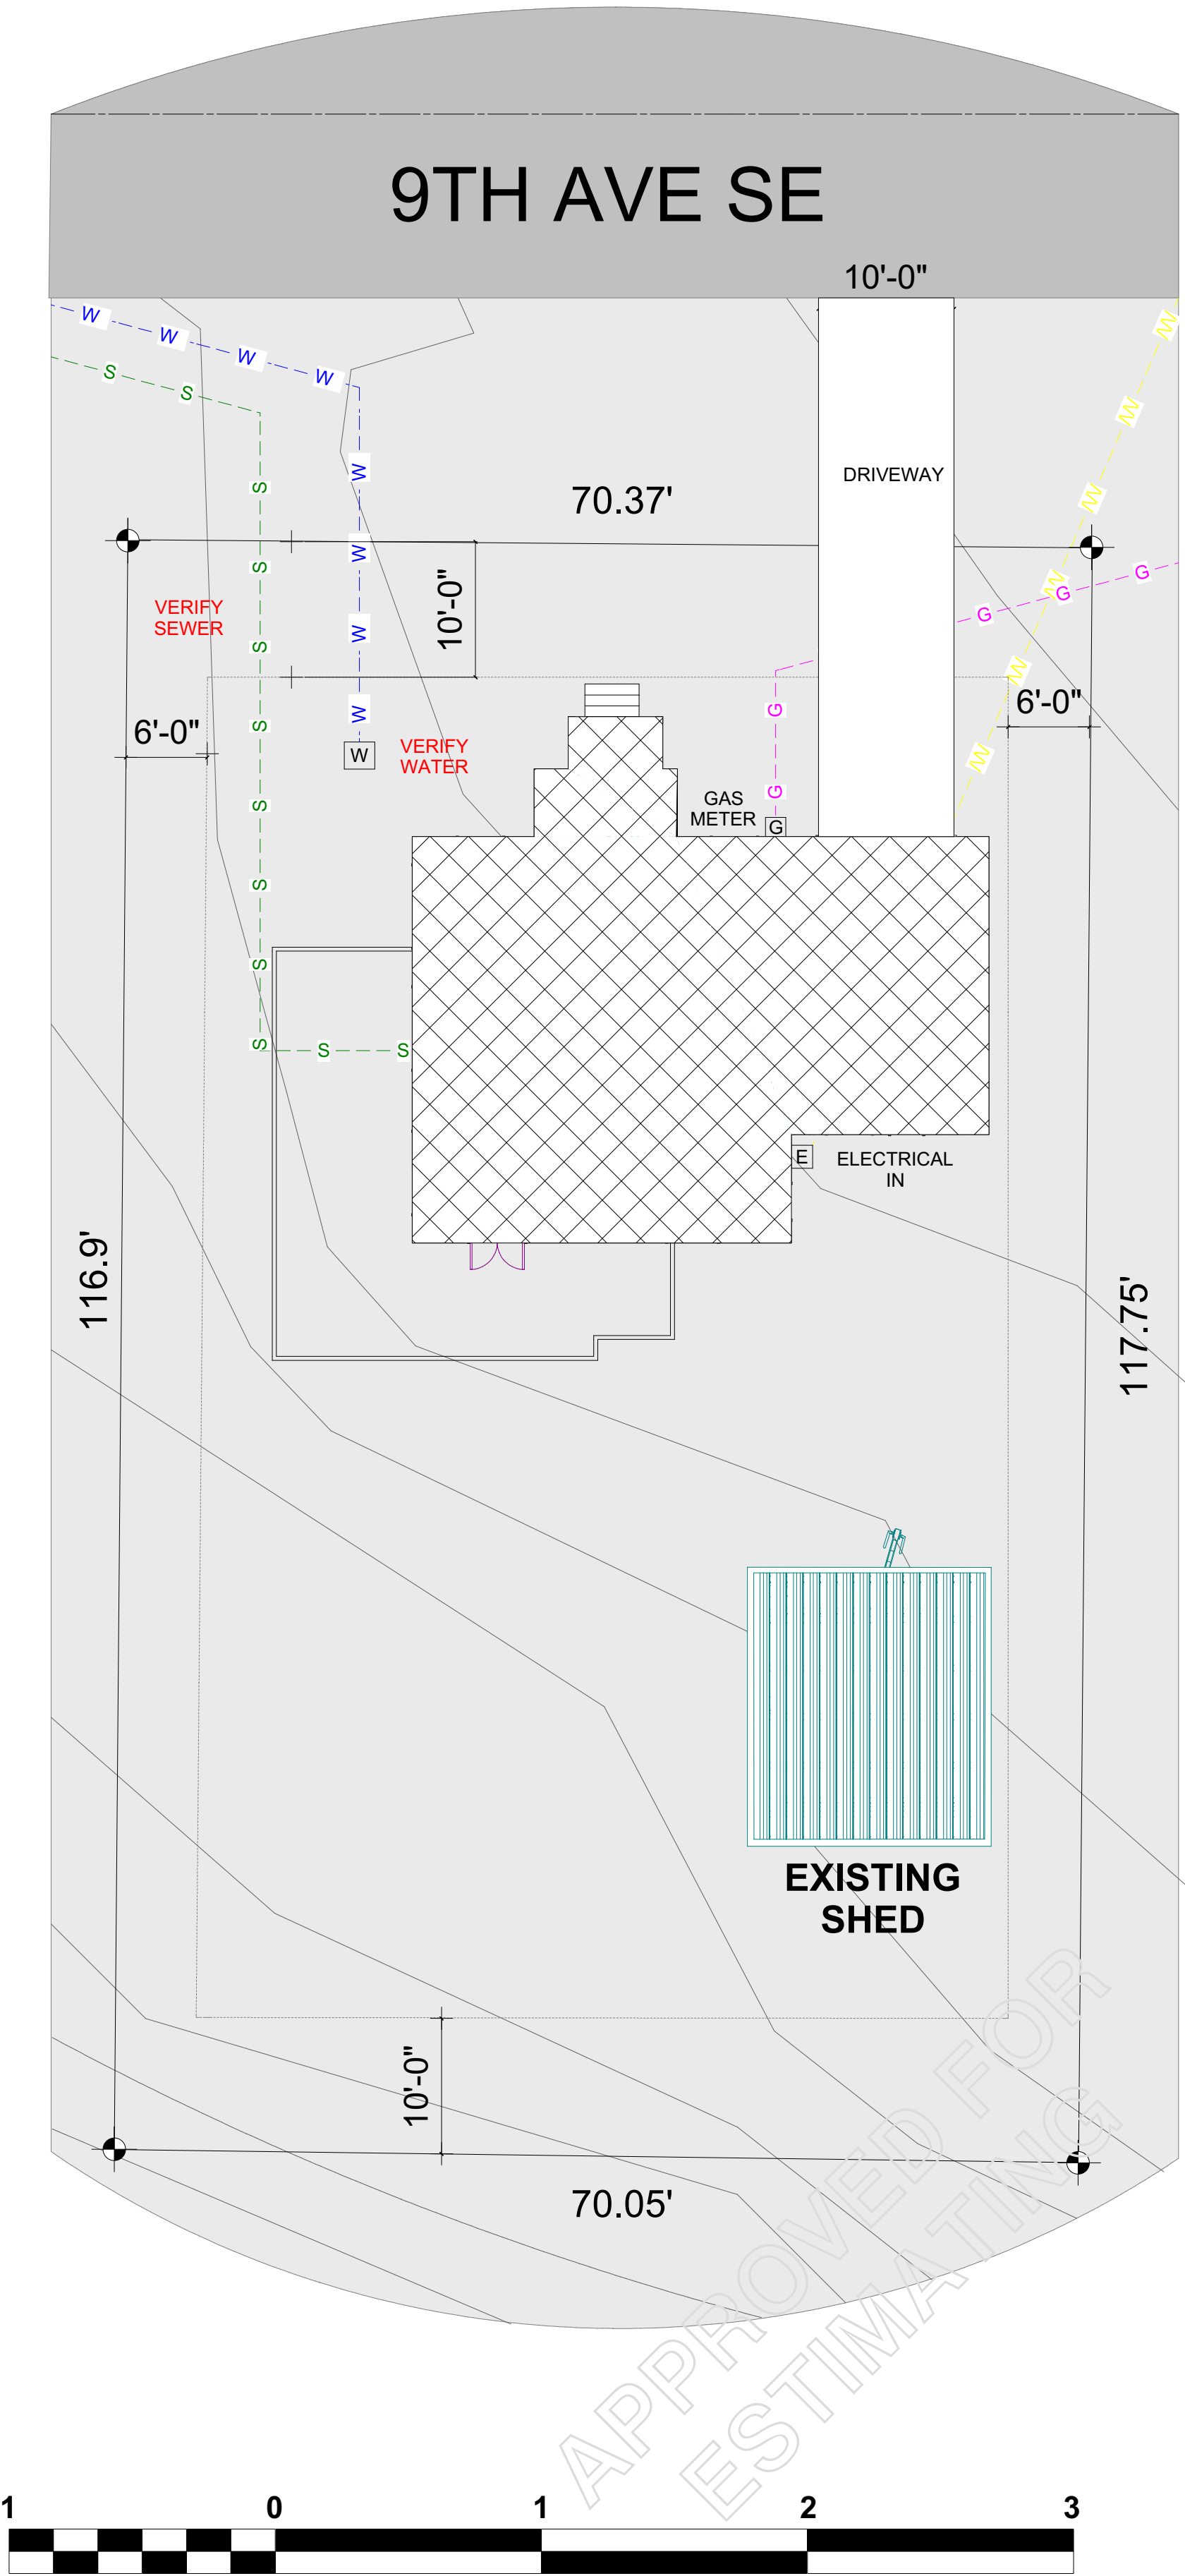 9TH AVE SE
10'-0"
W
W
W
W
S
S
W
W
W
W
S
S
S
S
S
S
S
S
S
S
DRIVEWAY
70.37'
10'-0"
VERIFY
SEWER
G
G
G
6'-0"
6'-0"
W
VERIFY
WATER
GAS
METER
G
G
G
E
ELECTRICAL
IN
116.9'
117.75'
EXISTING
SHED
10'-0"
70.05'
APPROVED FOR
ESTIMATING
1 0 1 2 3